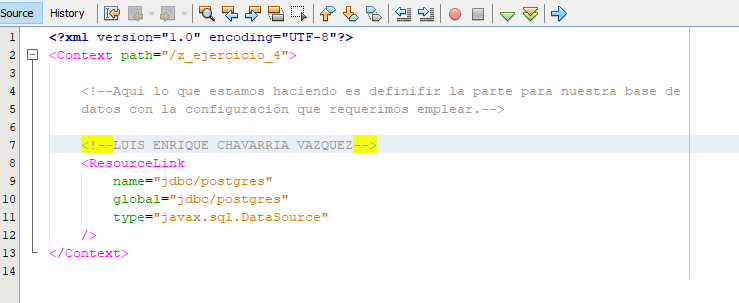 Source History
1 <?xml version="1.0" encoding="UTF-8"?>
2 <Context path="/z_ejercicio_4">
3
4 <!--Aqui lo que estamos haciendo es definifir la parte para nuestra base de
5 datos con la configuración que requerimos emplear.-->
6
7 <!--LUIS ENRIQUE CHAVARRIA VAZQUEZ-->
8 <ResourceLink
9 name="jdbc/postgres"
10 global="jdbc/postgres"
11 type="javax.sql.DataSource"
12 />
13 </Context>
14